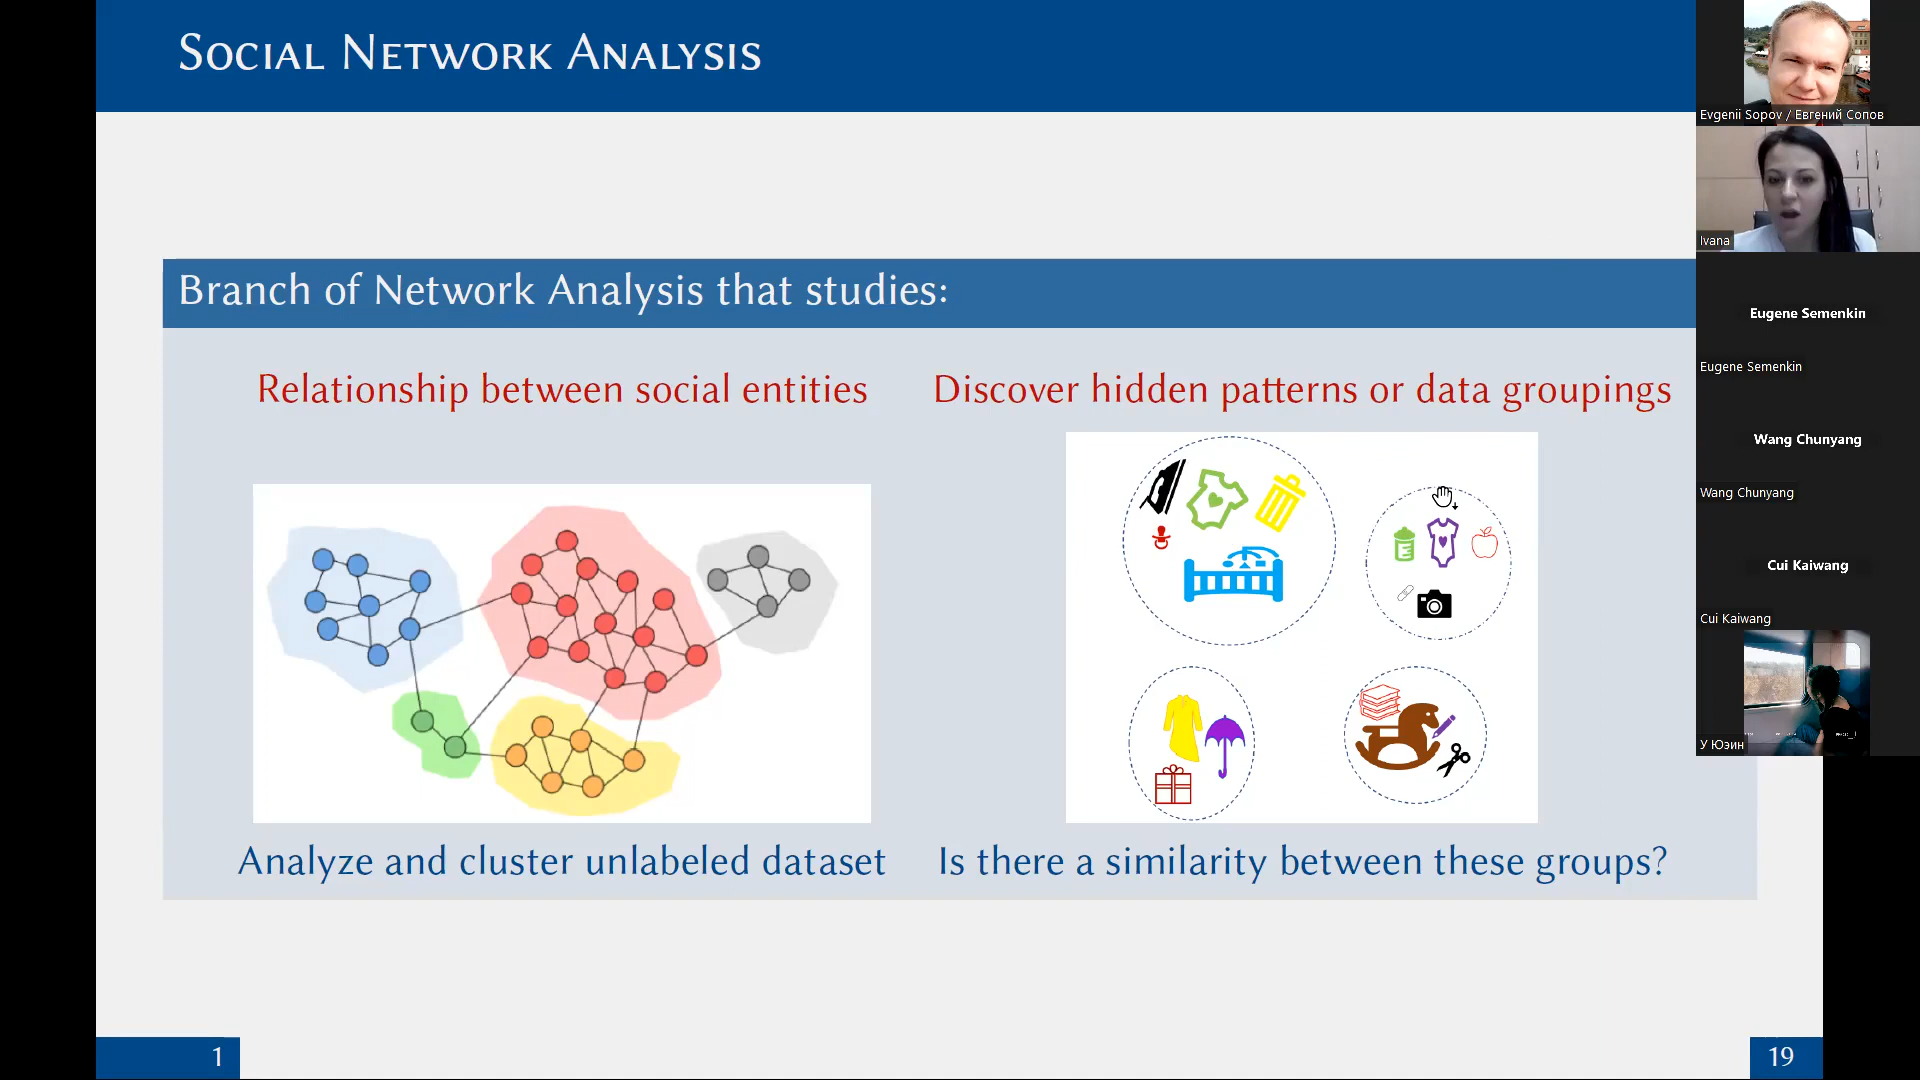 Social Network Analysis
Branch of Network Analysis that studies:
Relationship between social entities
Discover hidden patterns or data groupings
Analyze and cluster unlabeled dataset
Is there a similarity between these groups?
1
19
Evgenii Sopov / Евгений Сопов
Ivana
Eugene Semenkin
Eugene Semenkin
Wang Chunyang
Wang Chunyang
Cui Kaiwang
Cui Kaiwang
У Юэин